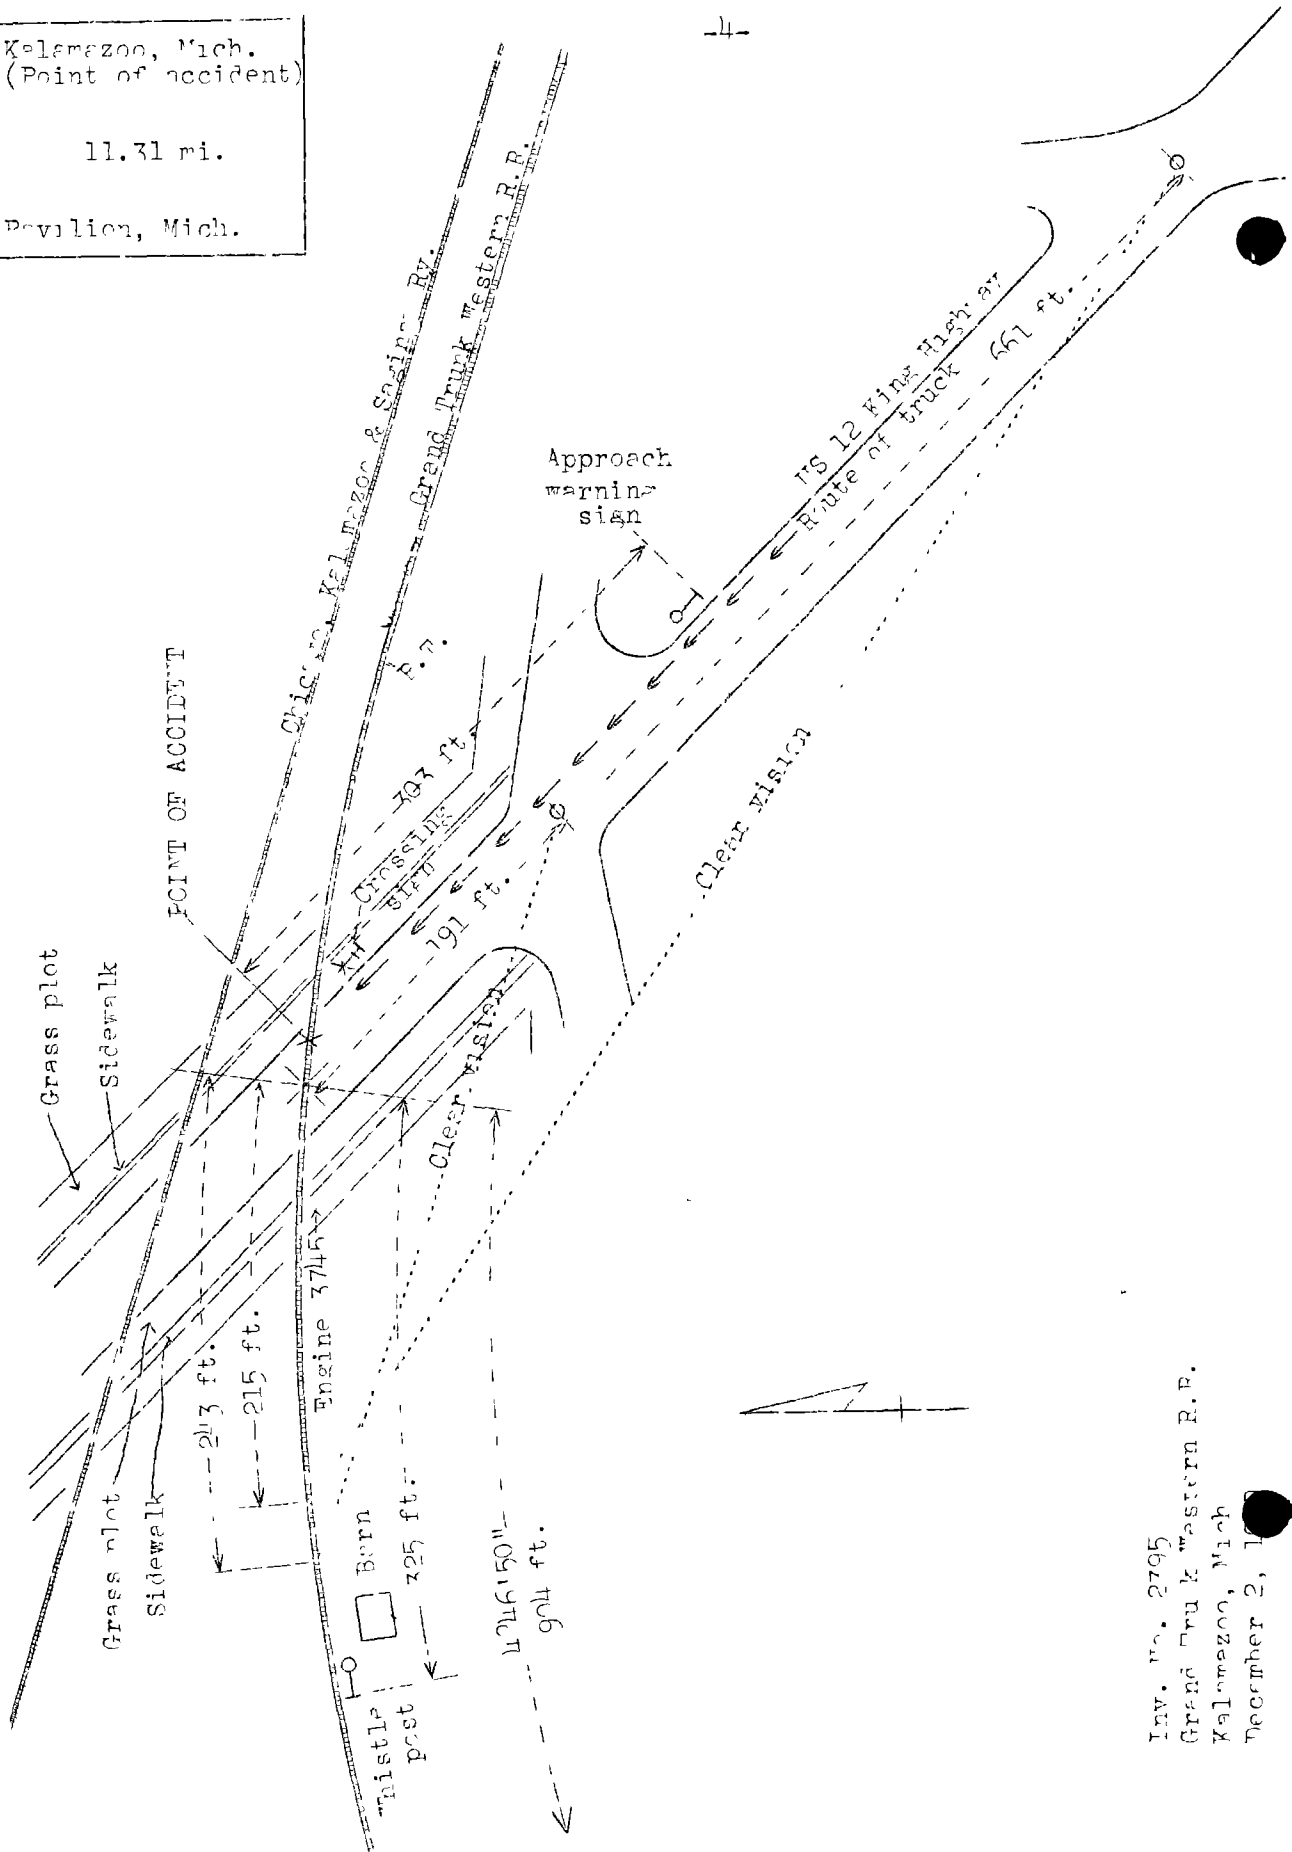 -4-
Kalamazoo, Mich.
(Point of accident)
11.31 mi.
Pavilion, Mich.
Grass plot
Sidewalk
POINT OF ACCIDENT
Kalamazoo & Saginaw Ry.
Grand Trunk Western R.R.
Approach
warning
sign
US 12 King Highway
Route of truck
661 ft.
303 ft.
Crossing
sign
191 ft.
Clear vision
Clear vision
Engine 3745
243 ft.
215 ft.
325 ft.
904 ft.
Grass plot
Sidewalk
Barn
Whistle
post
Inv. No. 2795
Grand Trunk Western R.R.
Kalamazoo, Mich
December 2,